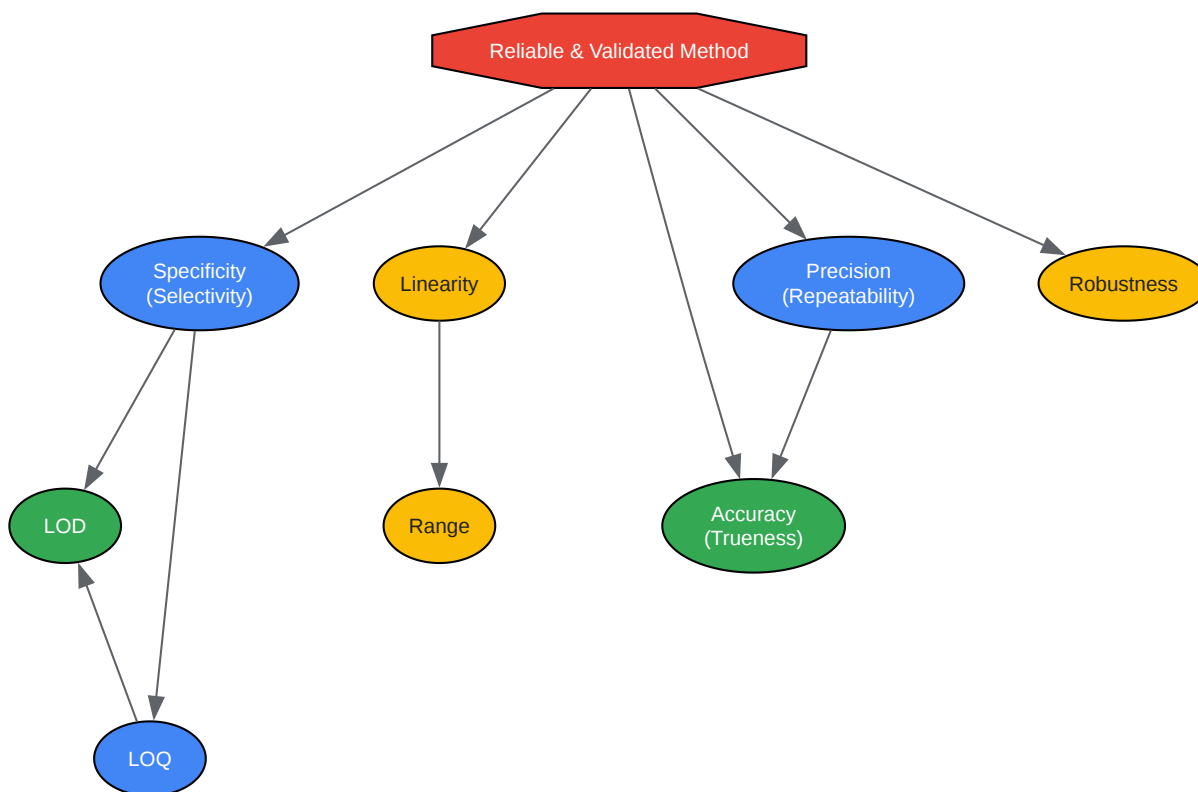 Reliable & Validated Method
Specificity
(Selectivity)
Linearity
Precision
(Repeatability)
Robustness
LOD
Range
Accuracy
(Trueness)
LOQ